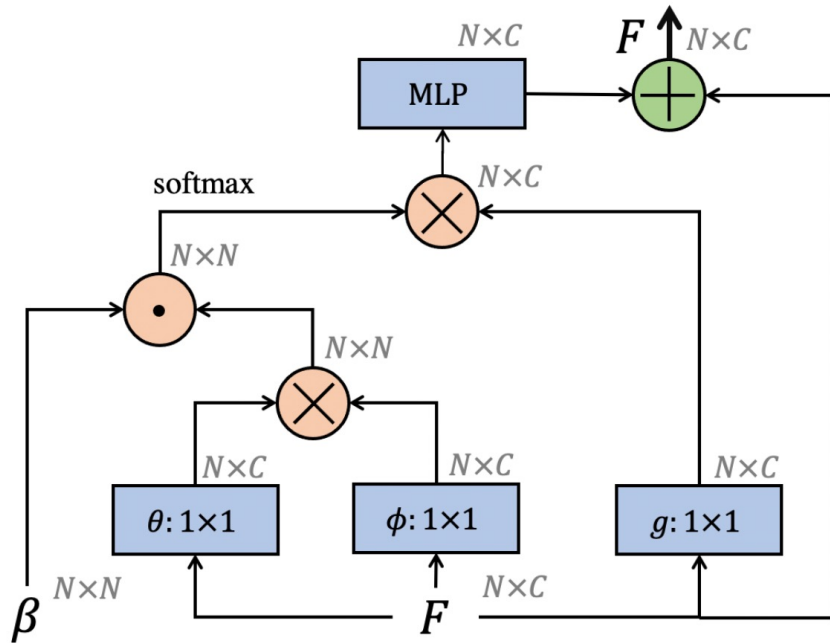 N×C
F N×C
MLP
softmax
N×C
N×N
N×N
N×C N×C N×C
θ: 1×1 ϕ: 1×1 g: 1×1
β N×N F N×C